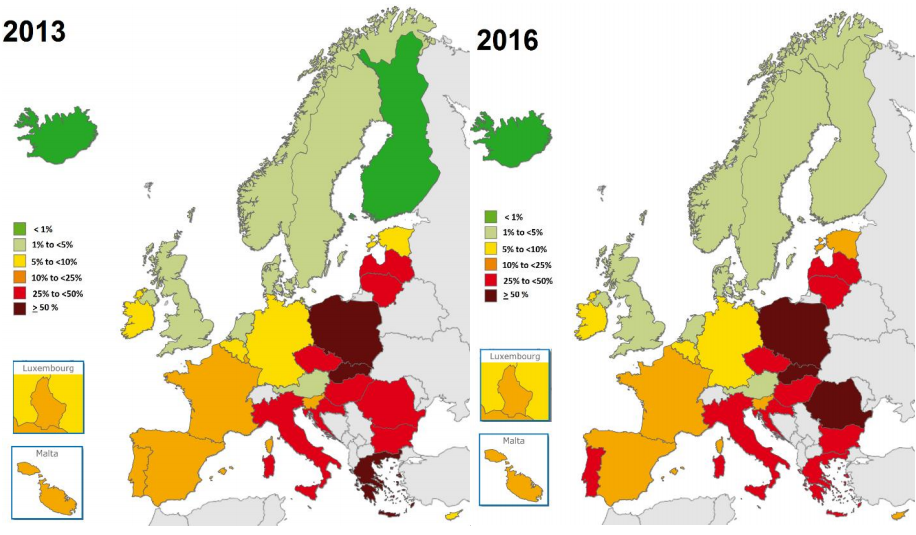 2013
< 1%
1% to <5%
5% to <10%
10% to <25%
25% to <50%
≥ 50 %
Luxembourg
Malta
2016
< 1%
1% to <5%
5% to <10%
10% to <25%
25% to <50%
≥ 50 %
Luxembourg
Malta